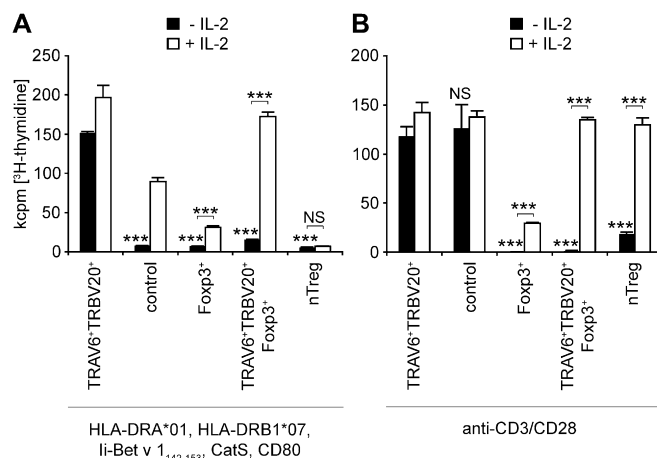 A
- IL-2
+ IL-2
kcpm [³H-thymidine]
250
200
150
100
50
0
***
***
***
***
***
***
NS
TRAV6⁺TRBV20⁺
control
Foxp3⁺
TRAV6⁺TRBV20⁺
Foxp3⁺
nTreg
HLA-DRA*01, HLA-DRB1*07,
Ii-Bet v 1₁₄₂₋₁₅₃, CatS, CD80
B
- IL-2
+ IL-2
200
150
100
50
0
NS
***
***
***
***
***
***
TRAV6⁺TRBV20⁺
control
Foxp3⁺
TRAV6⁺TRBV20⁺
Foxp3⁺
nTreg
anti-CD3/CD28